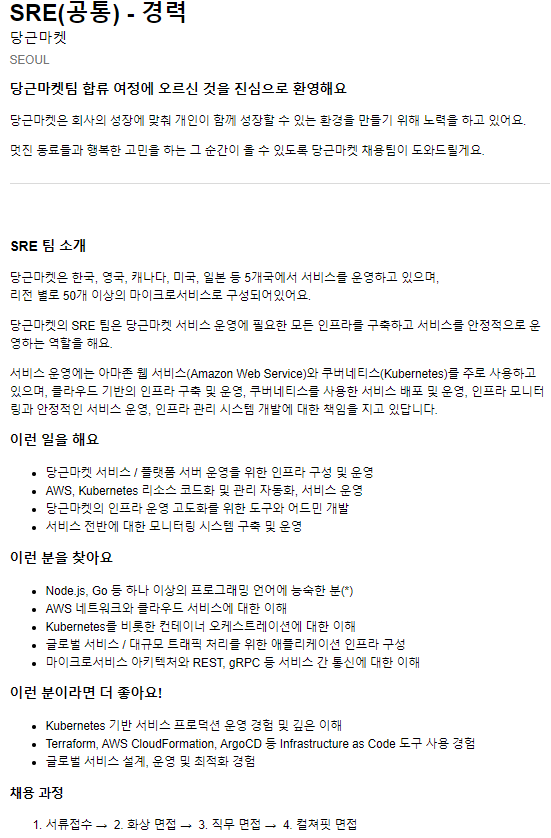 SRE(공통) - 경력
당근마켓
SEOUL
당근마켓팀 합류 여정에 오르신 것을 진심으로 환영해요
당근마켓은 회사의 성장에 맞춰 개인이 함께 성장할 수 있는 환경을 만들기 위해 노력을 하고 있어요.
멋진 동료들과 행복한 고민을 하는 그 순간이 올 수 있도록 당근마켓 채용팀이 도와드릴게요.
SRE 팀 소개
당근마켓은 한국, 영국, 캐나다, 미국, 일본 등 5개국에서 서비스를 운영하고 있으며,
리전 별로 50개 이상의 마이크로서비스로 구성되어있어요.
당근마켓의 SRE 팀은 당근마켓 서비스 운영에 필요한 모든 인프라를 구축하고 서비스를 안정적으로 운
영하는 역할을 해요.
서비스 운영에는 아마존 웹 서비스(Amazon Web Service)와 쿠버네티스(Kubernetes)를 주로 사용하고
있으며, 클라우드 기반의 인프라 구축 및 운영, 쿠버네티스를 사용한 서비스 배포 및 운영, 인프라 모니터
링과 안정적인 서비스 운영, 인프라 관리 시스템 개발에 대한 책임을 지고 있답니다.
이런 일을 해요
• 당근마켓 서비스 / 플랫폼 서버 운영을 위한 인프라 구성 및 운영
• AWS, Kubernetes 리소스 코드화 및 관리 자동화, 서비스 운영
• 당근마켓의 인프라 운영 고도화를 위한 도구와 어드민 개발
• 서비스 전반에 대한 모니터링 시스템 구축 및 운영
이런 분을 찾아요
• Node.js, Go 등 하나 이상의 프로그래밍 언어에 능숙한 분(*)
• AWS 네트워크와 클라우드 서비스에 대한 이해
• Kubernetes를 비롯한 컨테이너 오케스트레이션에 대한 이해
• 글로벌 서비스 / 대규모 트래픽 처리를 위한 애플리케이션 인프라 구성
• 마이크로서비스 아키텍처와 REST, gRPC 등 서비스 간 통신에 대한 이해
이런 분이라면 더 좋아요!
• Kubernetes 기반 서비스 프로덕션 운영 경험 및 깊은 이해
• Terraform, AWS CloudFormation, ArgoCD 등 Infrastructure as Code 도구 사용 경험
• 글로벌 서비스 설계, 운영 및 최적화 경험
채용 과정
1. 서류접수 → 2. 화상 면접 → 3. 직무 면접 → 4. 컬쳐핏 면접